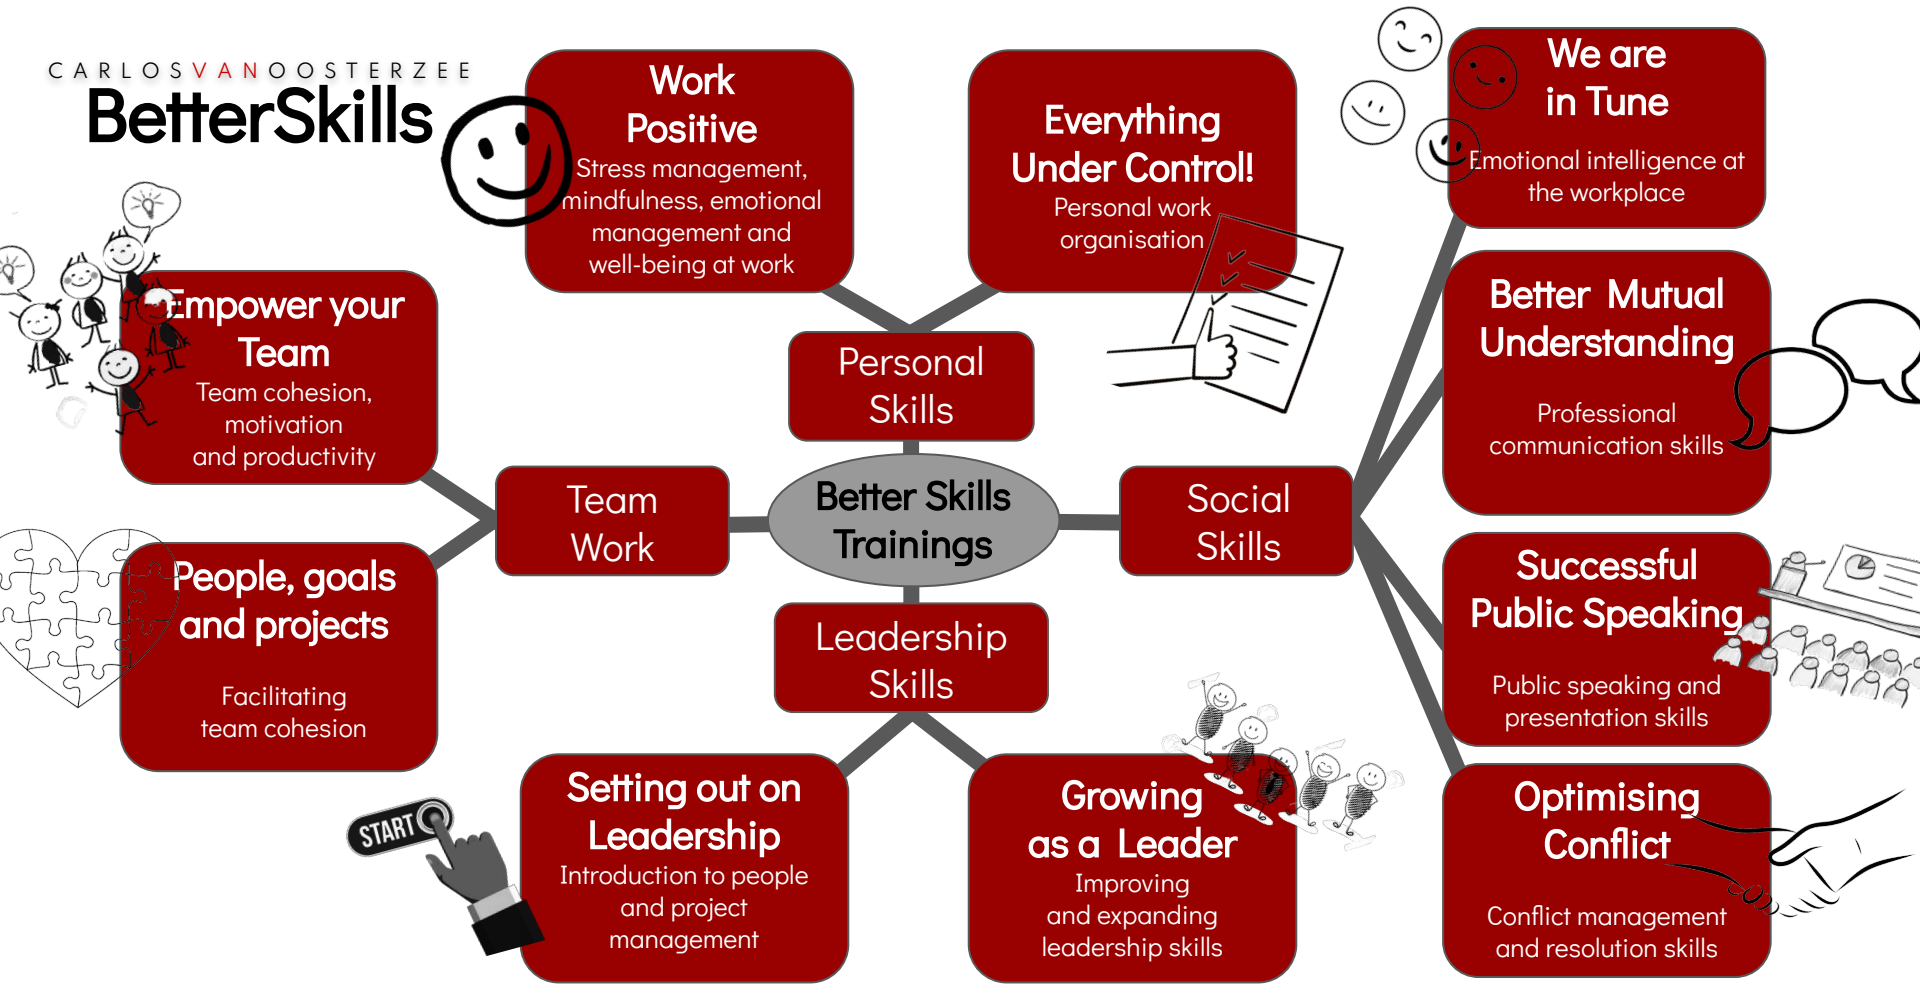 CARLOSVANOOSTERZEE
BetterSkills
Work
Positive
Stress management,
mindfulness, emotional
management and
well-being at work
Everything
Under Control!
Personal work
organisation
We are
in Tune
Emotional intelligence at
the workplace
Empower your
Team
Team cohesion,
motivation
and productivity
Personal
Skills
Better Mutual
Understanding
Professional
communication skills
Team
Work
Better Skills
Trainings
Social
Skills
People, goals
and projects
Facilitating
team cohesion
Leadership
Skills
Successful
Public Speaking
Public speaking and
presentation skills
START
Setting out on
Leadership
Introduction to people
and project
management
Growing
as a Leader
Improving
and expanding
leadership skills
Optimising
Conflict
Conflict management
and resolution skills